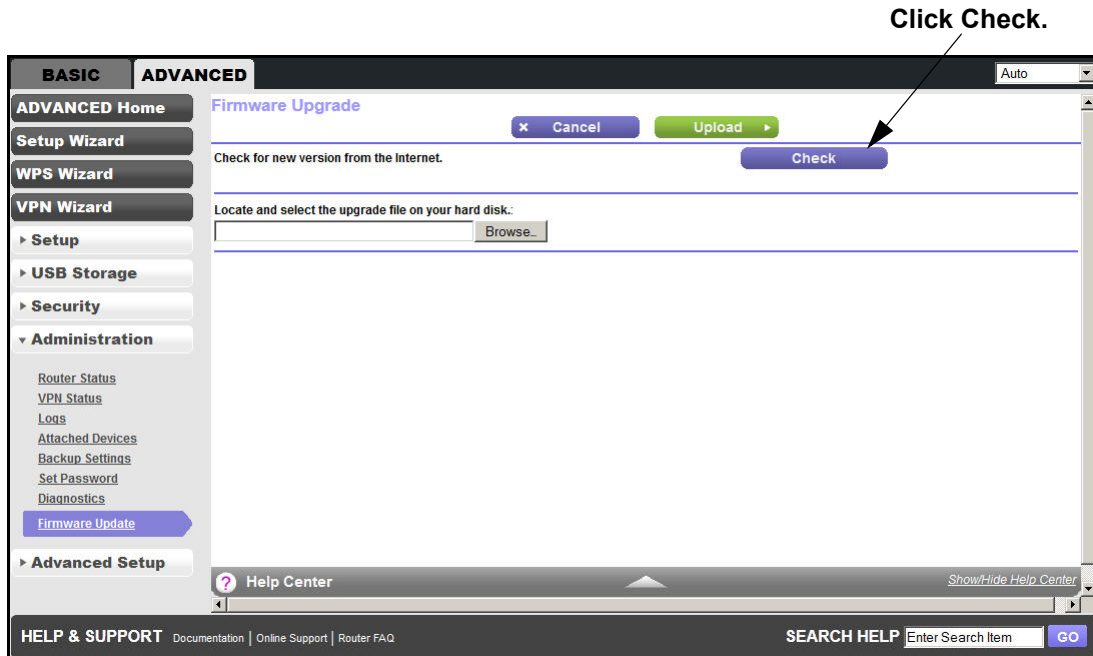 Click Check.
BASIC
ADVANCED
Auto
ADVANCED Home
Setup Wizard
WPS Wizard
VPN Wizard
Setup
USB Storage
Security
Administration
Router Status
VPN Status
Logs
Attached Devices
Backup Settings
Set Password
Diagnostics
Firmware Update
Advanced Setup
Firmware Upgrade
Cancel
Upload
Check for new version from the Internet.
Check
Locate and select the upgrade file on your hard disk.:
Browse...
Help Center
Show/Hide Help Center
HELP & SUPPORT Documentation | Online Support | Router FAQ
SEARCH HELP Enter Search Item GO